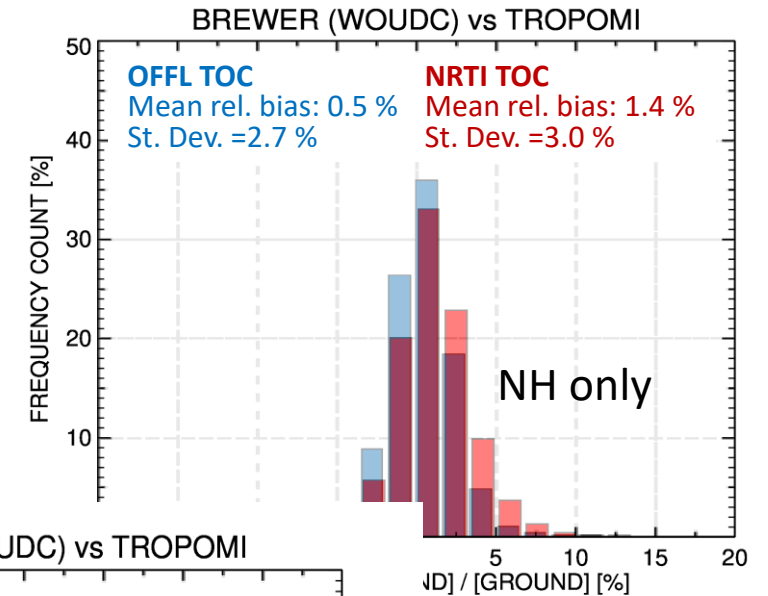 BREWER (WOUDC) vs TROPOMI
50
OFFL TOC
Mean rel. bias: 0.5 %
St. Dev. =2.7 %
NRTI TOC
Mean rel. bias: 1.4 %
St. Dev. =3.0 %
40
30
20
10
FREQUENCY COUNT [%]
NH only
5 10 15 20
ND] / [GROUND] [%]
UDC) vs TROPOMI